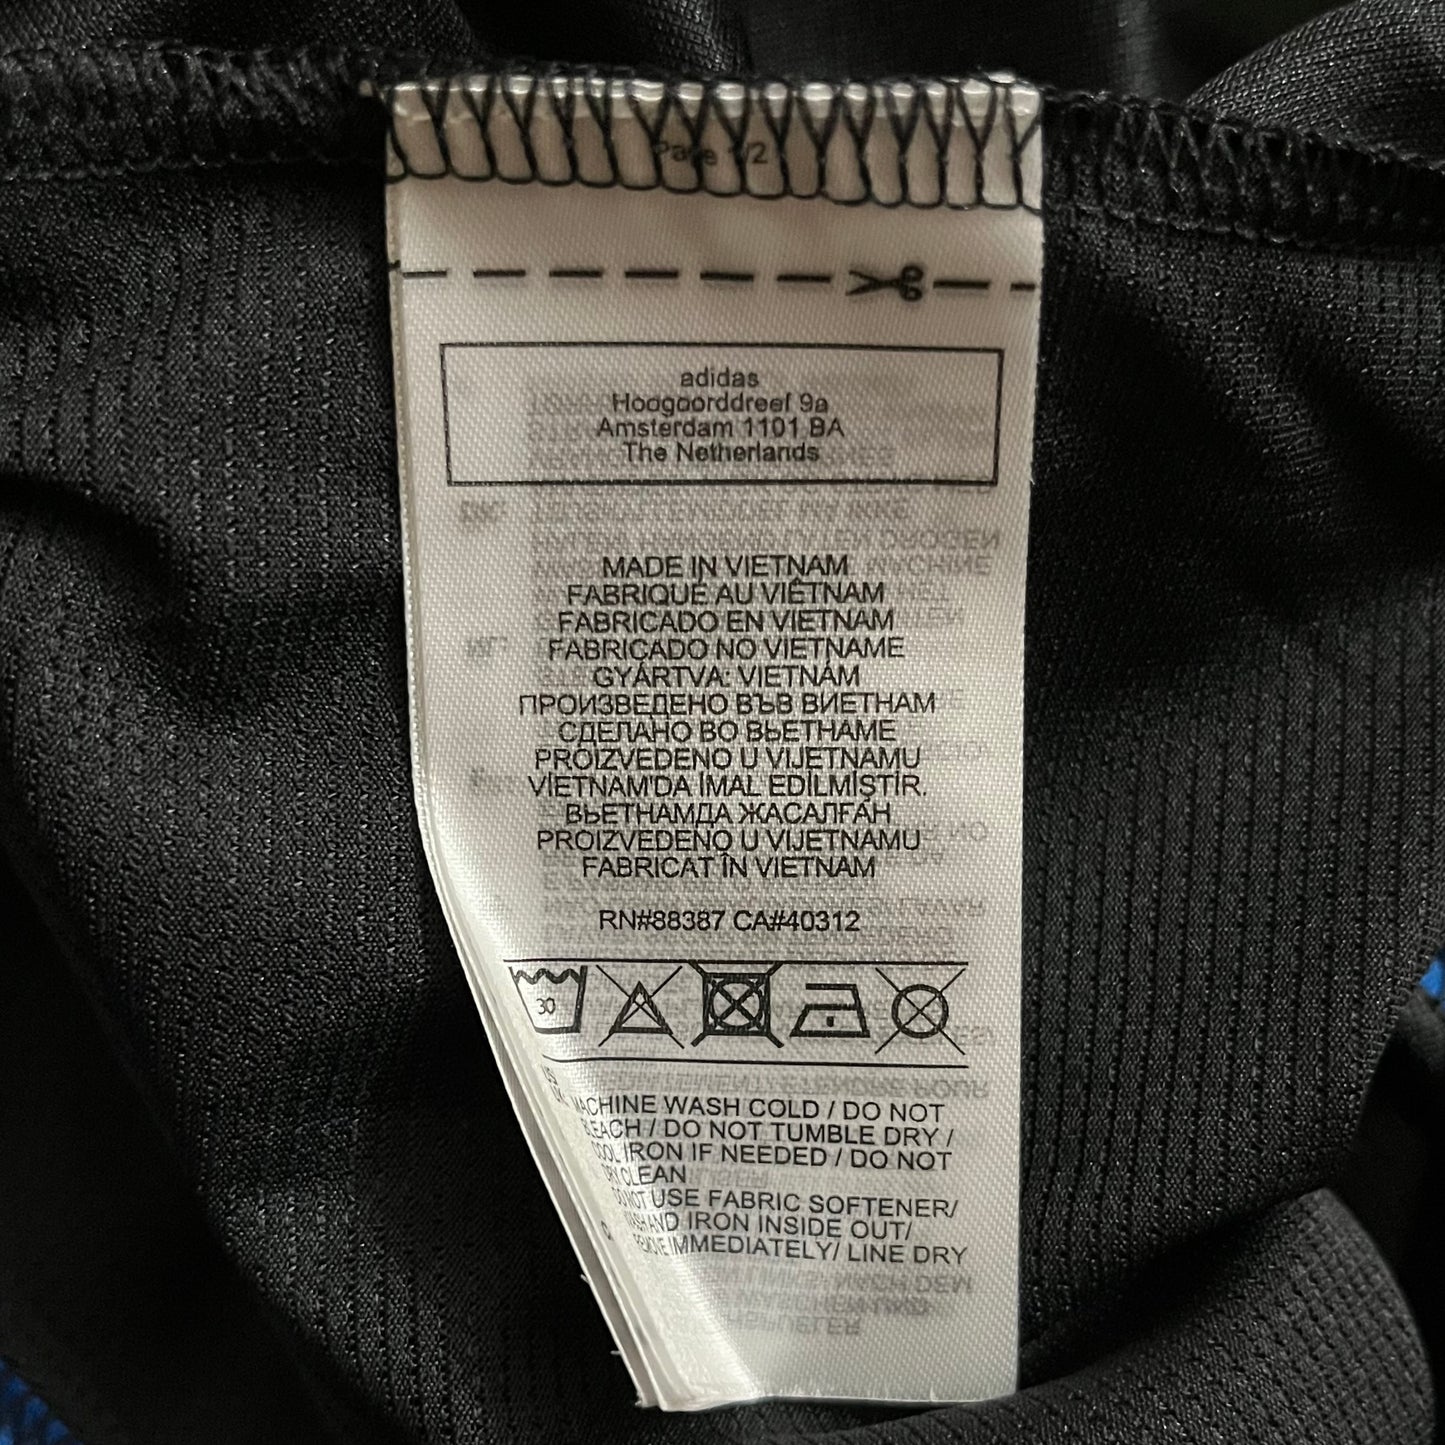 Page 1/2
adidas
Hoogoorddreef 9a
Amsterdam 1101 BA
The Netherlands
MADE IN VIETNAM
FABRIQUÉ AU VIÊTNAM
FABRICADO EN VIETNAM
FABRICADO NO VIETNAME
GYÁRTVA: VIETNÁM
ПРОИЗВЕДЕНО ВЪВ ВИЕТНАМ
СДЕЛАНО ВО ВЬЕТНАМЕ
PROIZVEDENO U VIJETNAMU
VIETNAM'DA İMAL EDİLMİŞTİR.
ВЬЕТНАМДА ЖАСАЛҒАН
PROIZVEDENO U VIJETNAMU
FABRICAT ÎN VIETNAM
RN#88387 CA#40312
30
MACHINE WASH COLD / DO NOT
BLEACH / DO NOT TUMBLE DRY /
COOL IRON IF NEEDED / DO NOT
DRY CLEAN
DO NOT USE FABRIC SOFTENER/
WASH AND IRON INSIDE OUT/
REMOVE IMMEDIATELY/ LINE DRY